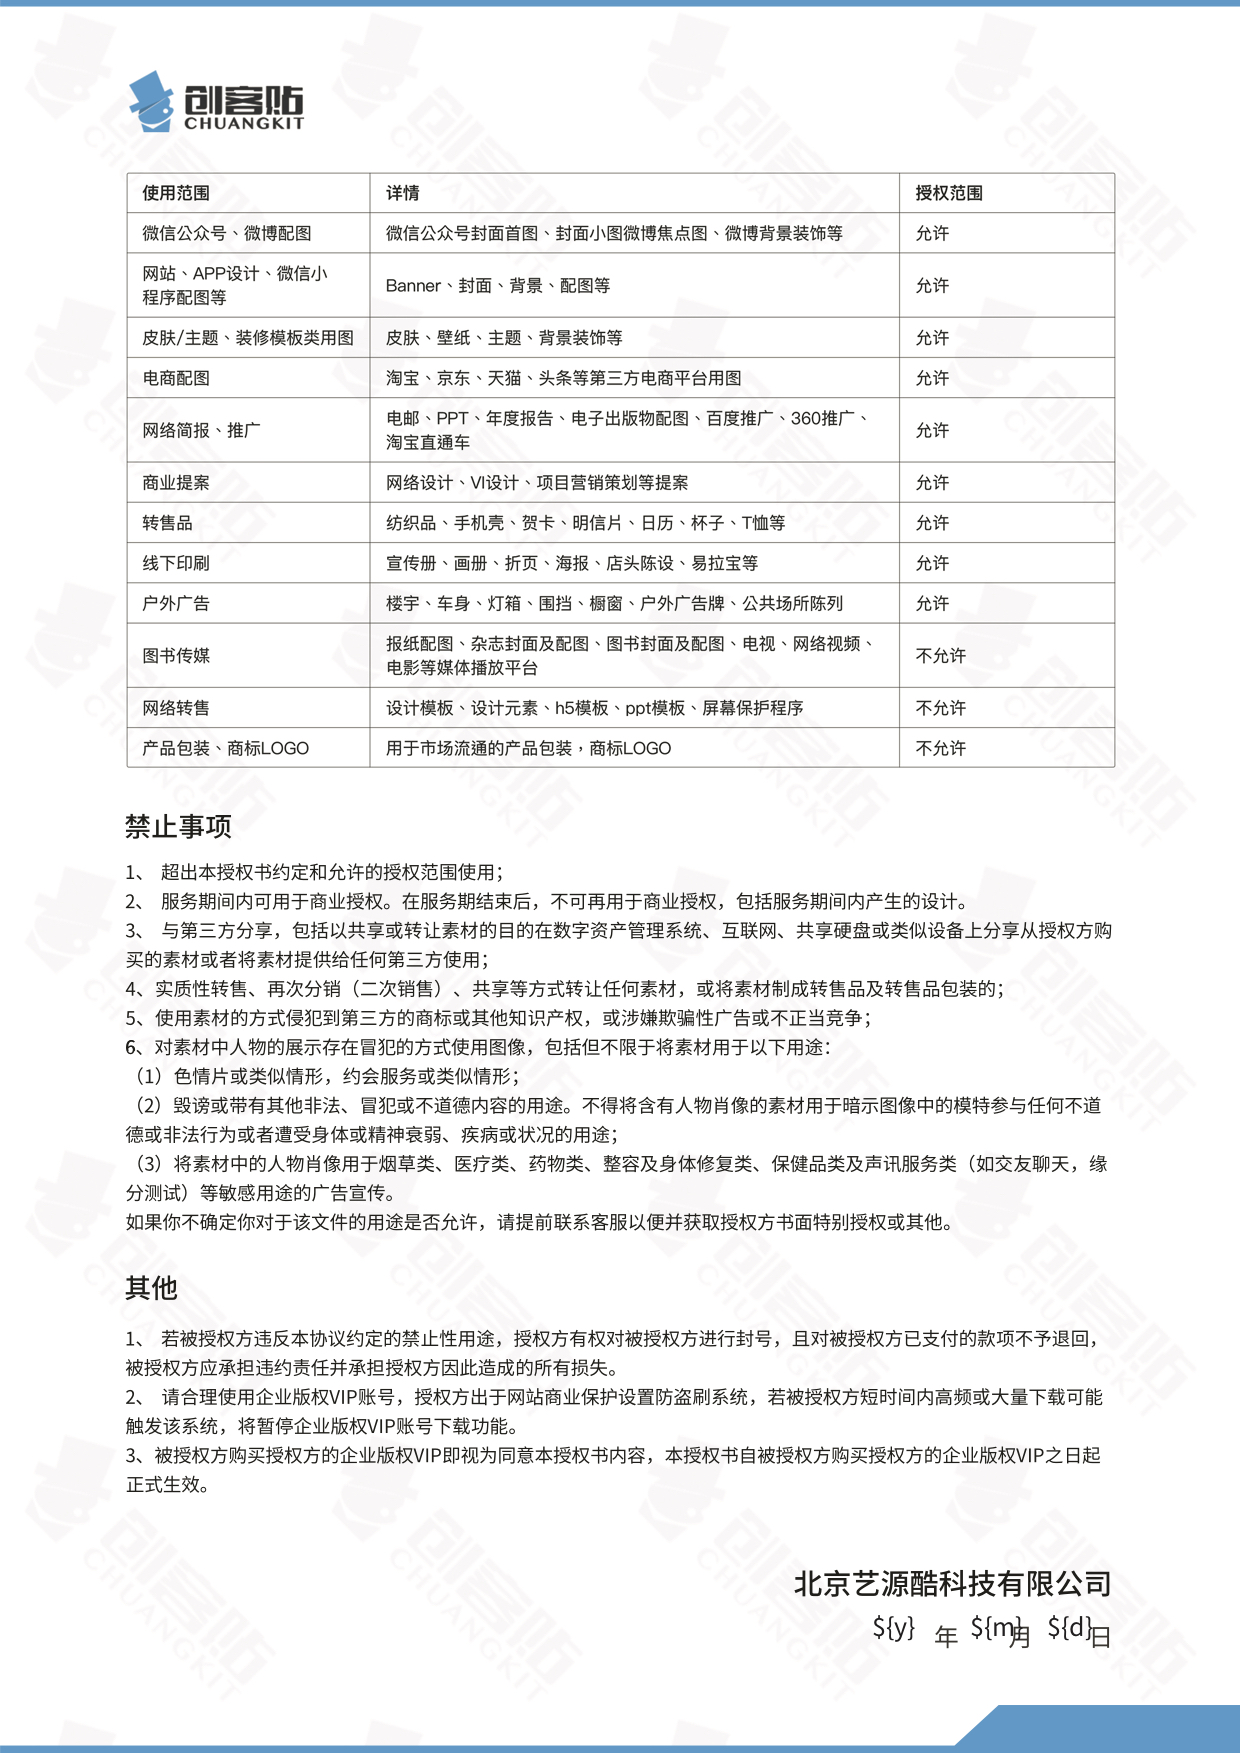 创客贴
CHUANGKIT
使用范围 详情 授权范围
微信公众号、微博配图 微信公众号封面首图、封面小图微博焦点图、微博背景装饰等 允许
网站、APP设计、微信小
程序配图等 Banner、封面、背景、配图等 允许
皮肤/主题、装修模板类用图 皮肤、壁纸、主题、背景装饰等 允许
电商配图 淘宝、京东、天猫、头条等第三方电商平台用图 允许
网络简报、推广 电邮、PPT、年度报告、电子出版物配图、百度推广、360推广、
淘宝直通车 允许
商业提案 网络设计、VI设计、项目营销策划等提案 允许
转售品 纺织品、手机壳、贺卡、明信片、日历、杯子、T恤等 允许
线下印刷 宣传册、画册、折页、海报、店头陈设、易拉宝等 允许
户外广告 楼宇、车身、灯箱、围挡、橱窗、户外广告牌、公共场所陈列 允许
图书传媒 报纸配图、杂志封面及配图、图书封面及配图、电视、网络视频、
电影等媒体播放平台 不允许
网络转售 设计模板、设计元素、h5模板、ppt模板、屏幕保护程序 不允许
产品包装、商标LOGO 用于市场流通的产品包装，商标LOGO 不允许
禁止事项
1、 超出本授权书约定和允许的授权范围使用；
2、 服务期间内可用于商业授权。在服务期结束后，不可再用于商业授权，包括服务期间内产生的设计。
3、 与第三方分享，包括以共享或转让素材的目的在数字资产管理系统、互联网、共享硬盘或类似设备上分享从授权方购
买的素材或者将素材提供给任何第三方使用；
4、实质性转售、再次分销（二次销售）、共享等方式转让任何素材，或将素材制成转售品及转售品包装的；
5、使用素材的方式侵犯到第三方的商标或其他知识产权，或涉嫌欺骗性广告或不正当竞争；
6、对素材中人物的展示存在冒犯的方式使用图像，包括但不限于将素材用于以下用途：
（1）色情片或类似情形，约会服务或类似情形；
（2）毁谤或带有其他非法、冒犯或不道德内容的用途。不得将含有人物肖像的素材用于暗示图像中的模特参与任何不道
德或非法行为或者遭受身体或精神衰弱、疾病或状况的用途；
（3）将素材中的人物肖像用于烟草类、医疗类、药物类、整容及身体修复类、保健品类及声讯服务类（如交友聊天，缘
分测试）等敏感用途的广告宣传。
如果你不确定你对于该文件的用途是否允许，请提前联系客服以便并获取授权方书面特别授权或其他。
其他
1、 若被授权方违反本协议约定的禁止性用途，授权方有权对被授权方进行封号，且对被授权方已支付的款项不予退回，
被授权方应承担违约责任并承担授权方因此造成的所有损失。
2、 请合理使用企业版权VIP账号，授权方出于网站商业保护设置防盗刷系统，若被授权方短时间内高频或大量下载可能
触发该系统，将暂停企业版权VIP账号下载功能。
3、被授权方购买授权方的企业版权VIP即视为同意本授权书内容，本授权书自被授权方购买授权方的企业版权VIP之日起
正式生效。
北京艺源酷科技有限公司
${y} 年 ${m}月 ${d}日